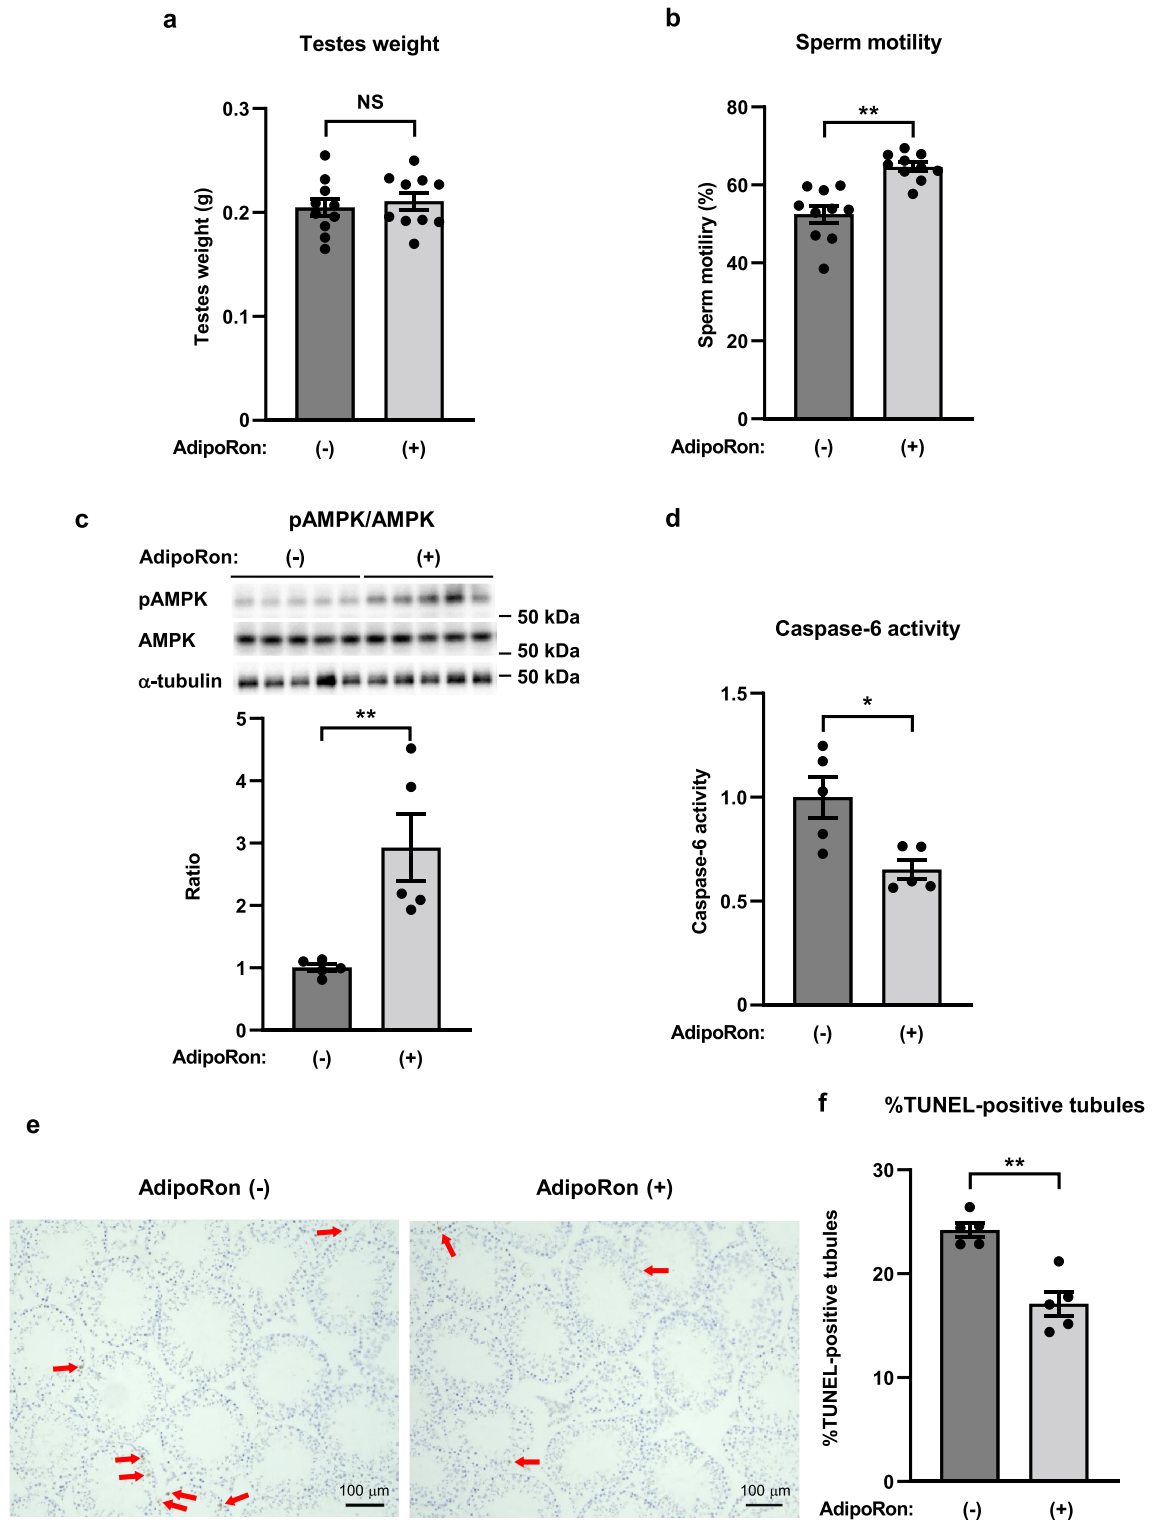 a
Testes weight
NS
0.3
0.2
0.1
0
Testes weight (g)
AdipoRon: (-) (+)
b
Sperm motility
**
80
60
40
20
0
Sperm motiliry (%)
AdipoRon: (-) (+)
c
pAMPK/AMPK
AdipoRon: (-) (+)
pAMPK
50 kDa
AMPK
50 kDa
α-tubulin
50 kDa
**
5
4
3
2
1
0
Ratio
AdipoRon: (-) (+)
d
Caspase-6 activity
*
1.5
1.0
0.5
0
Caspase-6 activity
AdipoRon: (-) (+)
e
AdipoRon (-)
AdipoRon (+)
100 μm
100 μm
f
%TUNEL-positive tubules
**
30
20
10
0
%TUNEL-positive tubules
AdipoRon: (-) (+)